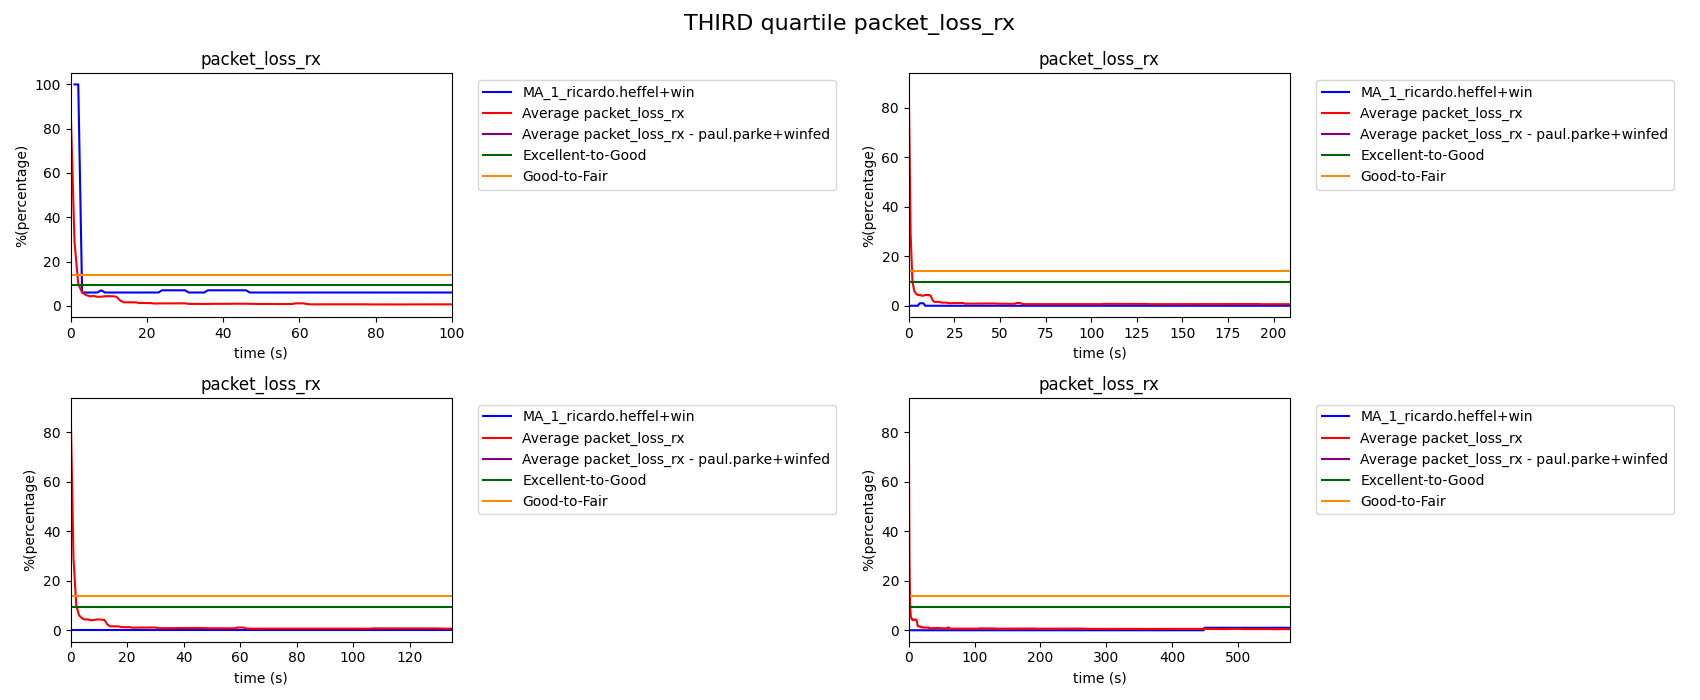 THIRD quartile packet_loss_rx
packet_loss_rx
%(percentage)
100
80
60
40
20
0
0 20 40 60 80 100
time (s)
MA_1_ricardo.heffel+win
Average packet_loss_rx
Average packet_loss_rx - paul.parke+winfed
Excellent-to-Good
Good-to-Fair
packet_loss_rx
%(percentage)
80
60
40
20
0
0 25 50 75 100 125 150 175 200
time (s)
MA_1_ricardo.heffel+win
Average packet_loss_rx
Average packet_loss_rx - paul.parke+winfed
Excellent-to-Good
Good-to-Fair
packet_loss_rx
%(percentage)
80
60
40
20
0
0 20 40 60 80 100 120
time (s)
MA_1_ricardo.heffel+win
Average packet_loss_rx
Average packet_loss_rx - paul.parke+winfed
Excellent-to-Good
Good-to-Fair
packet_loss_rx
%(percentage)
80
60
40
20
0
0 100 200 300 400 500
time (s)
MA_1_ricardo.heffel+win
Average packet_loss_rx
Average packet_loss_rx - paul.parke+winfed
Excellent-to-Good
Good-to-Fair